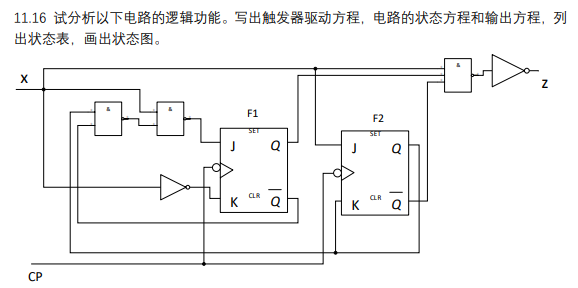 11.16 试分析以下电路的逻辑功能。写出触发器驱动方程，电路的状态方程和输出方程，列
出状态表，画出状态图。
X
&
&
&
Z
F1
SET
J
Q
K
CLR
Q
F2
SET
J
Q
K
CLR
Q
CP